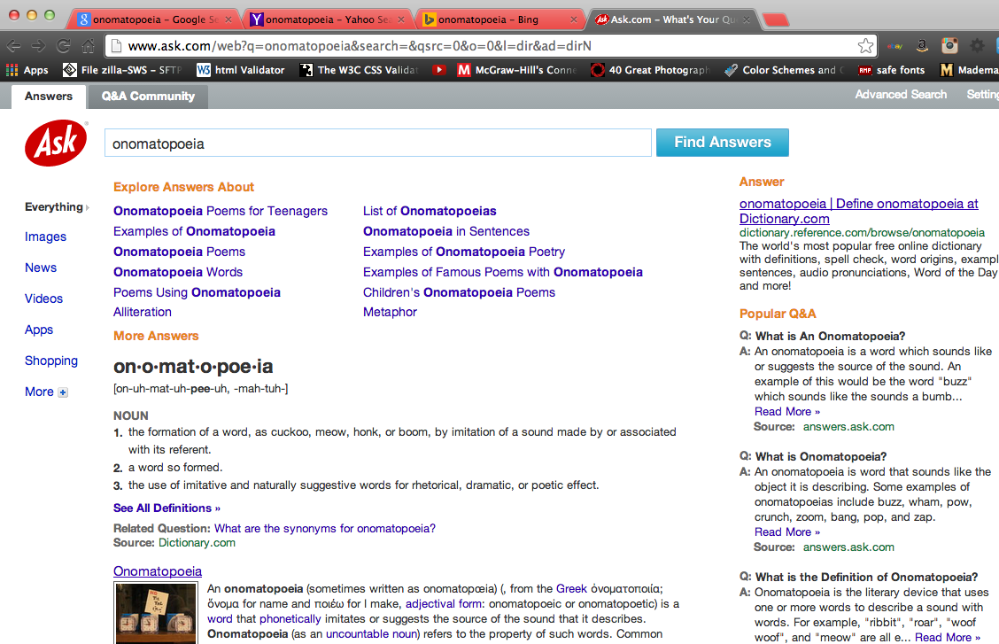 onomatopoeia - Google Se
onomatopoeia - Yahoo Sea
onomatopoeia - Bing
Ask.com - What's Your Qu
www.ask.com/web?q=onomatopoeia&search=&qsrc=0&o=0&l=dir&ad=dirN
Apps
File zilla-SWS - SFTP
html Validator
The W3C CSS Validat
McGraw-Hill's Conne
40 Great Photograph
Color Schemes and C
safe fonts
Madema
Answers
Q&A Community
Advanced Search
Setting
Ask
onomatopoeia
Find Answers
Everything
Images
News
Videos
Apps
Shopping
More
Explore Answers About
Onomatopoeia Poems for Teenagers
List of Onomatopoeias
Examples of Onomatopoeia
Onomatopoeia in Sentences
Onomatopoeia Poems
Examples of Onomatopoeia Poetry
Onomatopoeia Words
Examples of Famous Poems with Onomatopoeia
Poems Using Onomatopoeia
Children's Onomatopoeia Poems
Alliteration
Metaphor
More Answers
on·o·mat·o·poe·ia
[on-uh-mat-uh-pee-uh, -mah-tuh-]
NOUN
1. the formation of a word, as cuckoo, meow, honk, or boom, by imitation of a sound made by or associated
with its referent.
2. a word so formed.
3. the use of imitative and naturally suggestive words for rhetorical, dramatic, or poetic effect.
See All Definitions »
Related Question: What are the synonyms for onomatopoeia?
Source: Dictionary.com
Onomatopoeia
An onomatopoeia (sometimes written as onomatopœia) (, from the Greek ὀνοματοποιία;
ὄνομα for name and ποιέω for I make, adjectival form: onomatopoeic or onomatopoetic) is a
word that phonetically imitates or suggests the source of the sound that it describes.
Onomatopoeia (as an uncountable noun) refers to the property of such words. Common
Answer
onomatopoeia | Define onomatopoeia at
Dictionary.com
dictionary.reference.com/browse/onomatopoeia
The world's most popular free online dictionary
with definitions, spell check, word origins, exampl
sentences, audio pronunciations, Word of the Day
and more!
Popular Q&A
Q: What is An Onomatopoeia?
A: An onomatopoeia is a word which sounds like
or suggests the source of the sound. An
example of this would be the word "buzz"
which sounds like the sounds a bumb...
Read More »
Source: answers.ask.com
Q: What is Onomatopoeia?
A: An onomatopoeia is word that sounds like the
object it is describing. Some examples of
onomatopoeias include buzz, wham, pow,
crunch, zoom, bang, pop, and zap.
Read More »
Source: answers.ask.com
Q: What is the Definition of Onomatopoeia?
A: Onomatopoeia is the literary device that uses
one or more words to describe a sound with
words. For example, "ribbit", "roar", "woof
woof", and "meow" are all e... Read More »